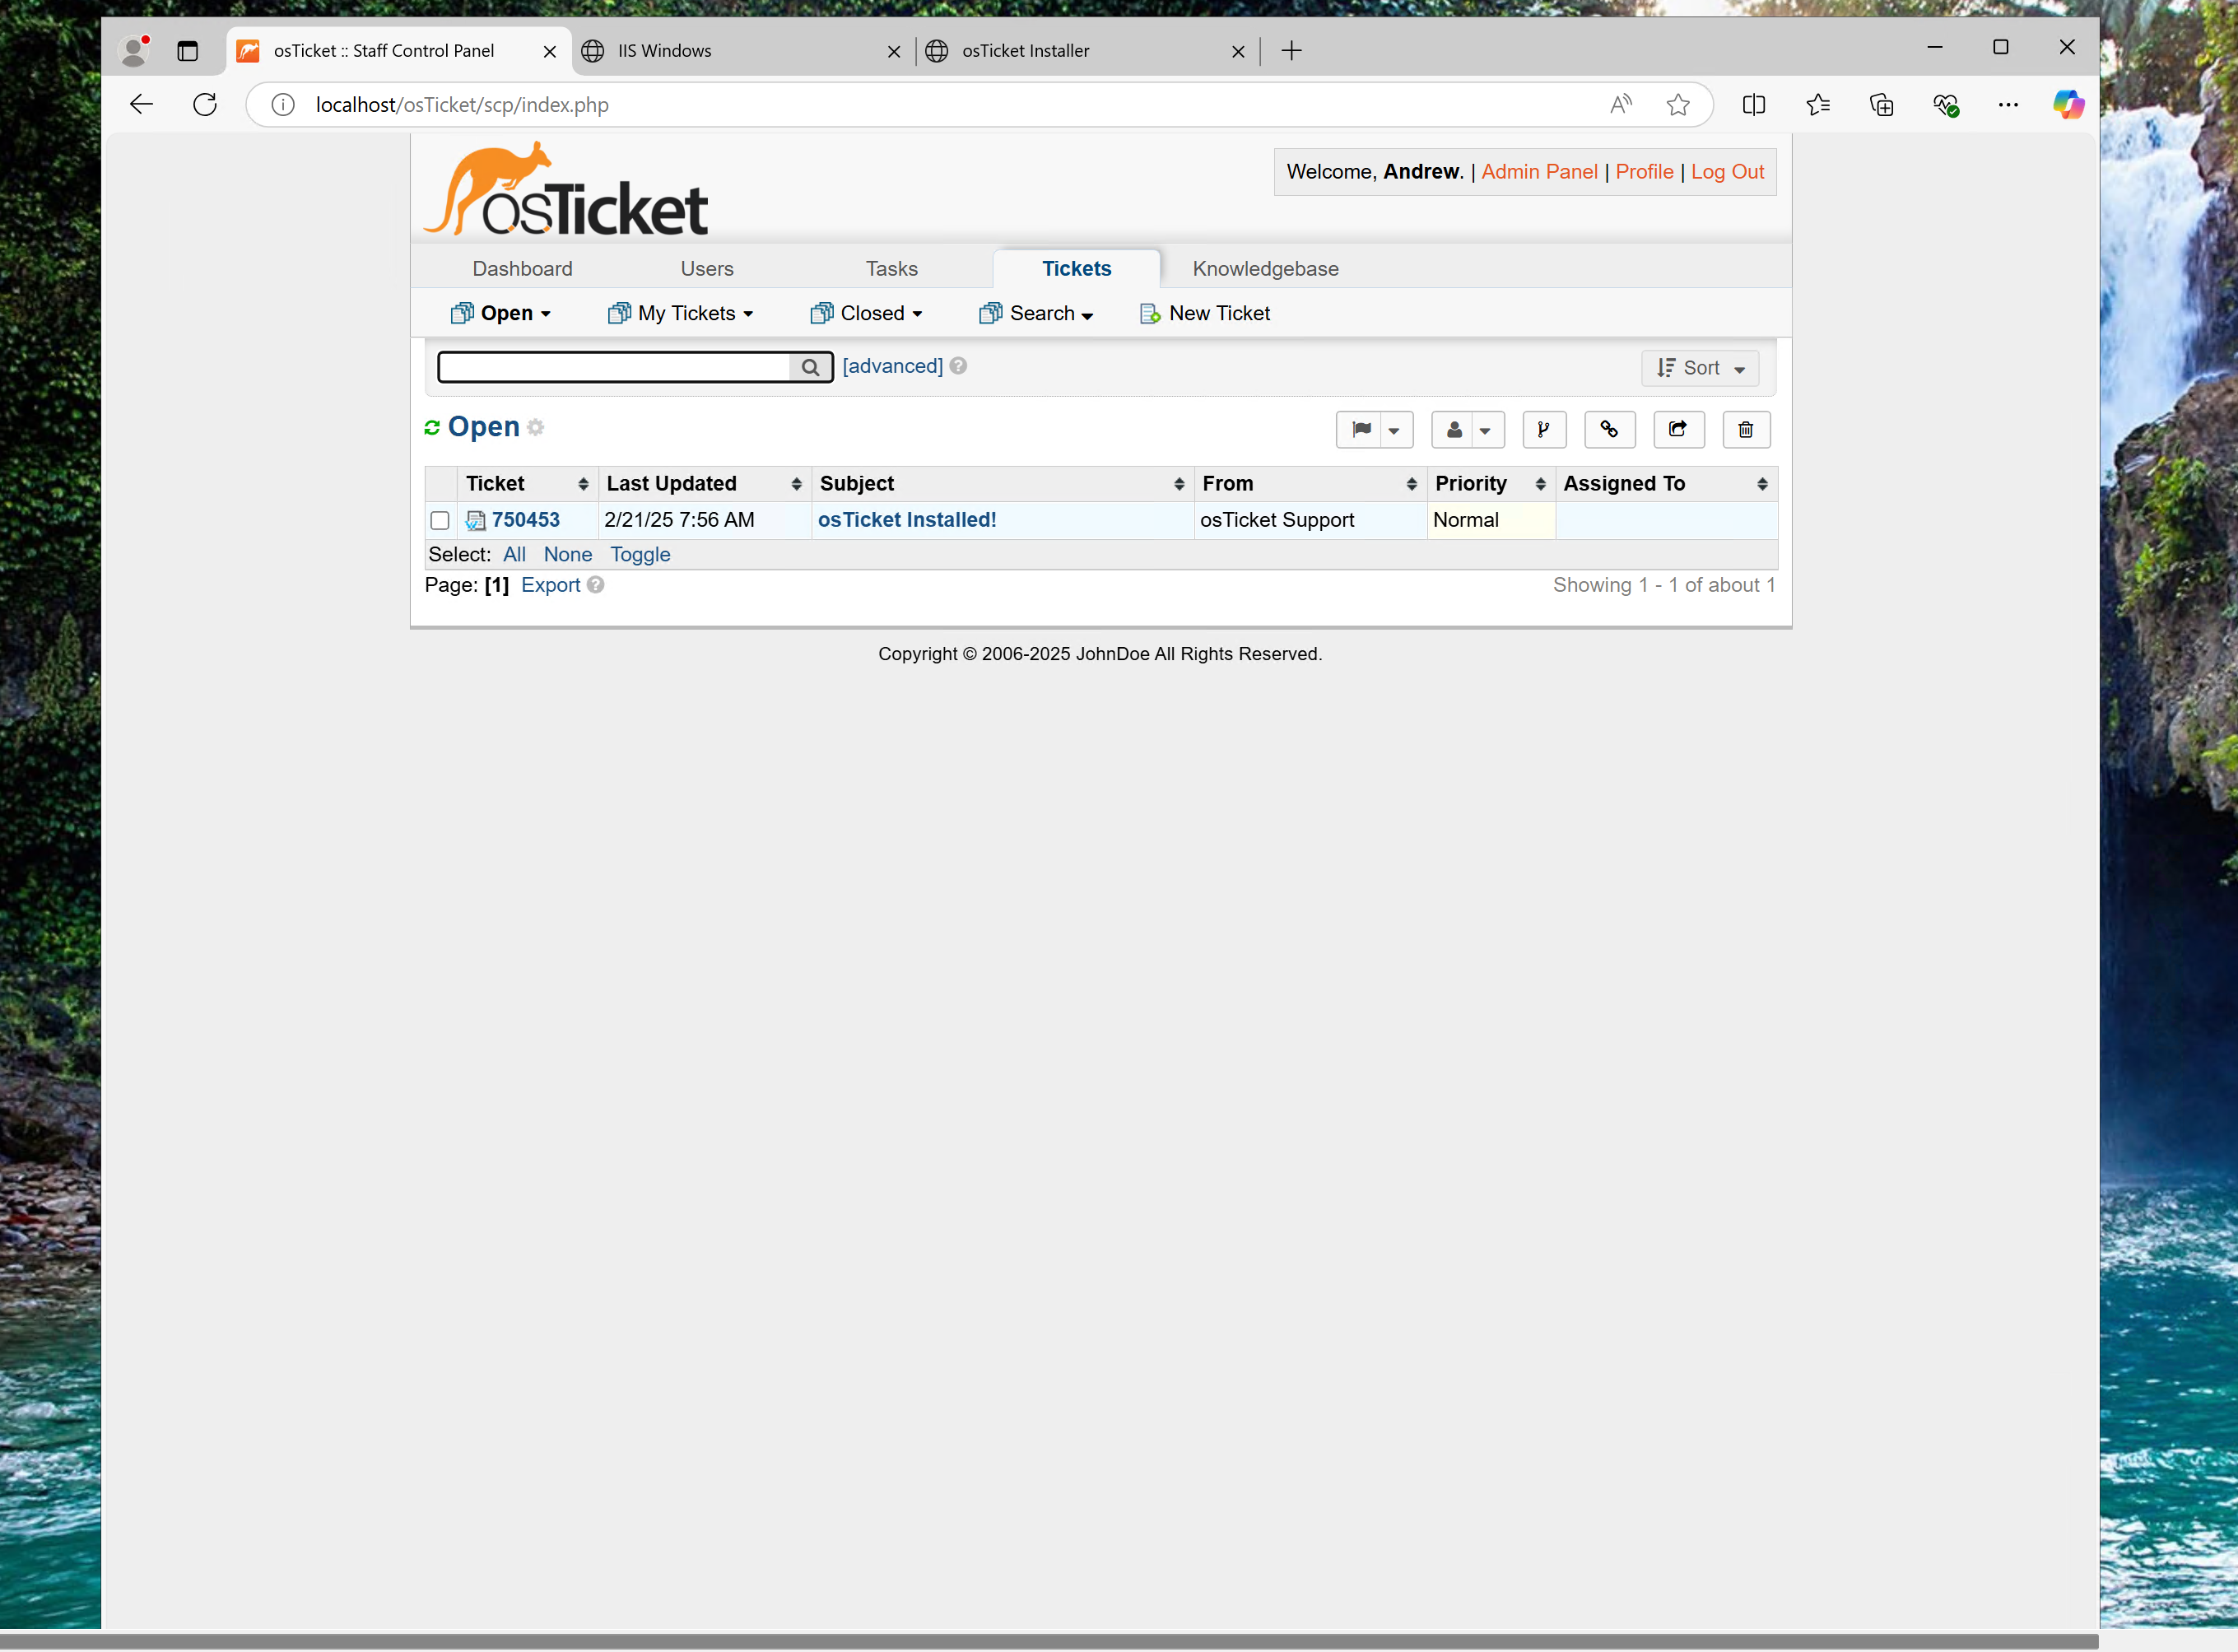 osTicket :: Staff Control Panel
IIS Windows
osTicket Installer
localhost/osTicket/scp/index.php
osTicket
Welcome, Andrew. | Admin Panel | Profile | Log Out
Dashboard
Users
Tasks
Tickets
Knowledgebase
Open
My Tickets
Closed
Search
New Ticket
[advanced]
Sort
Open
Ticket Last Updated Subject From Priority Assigned To
750453 2/21/25 7:56 AM osTicket Installed! osTicket Support Normal
Select: All None Toggle
Page: [1] Export
Showing 1 - 1 of about 1
Copyright © 2006-2025 JohnDoe All Rights Reserved.